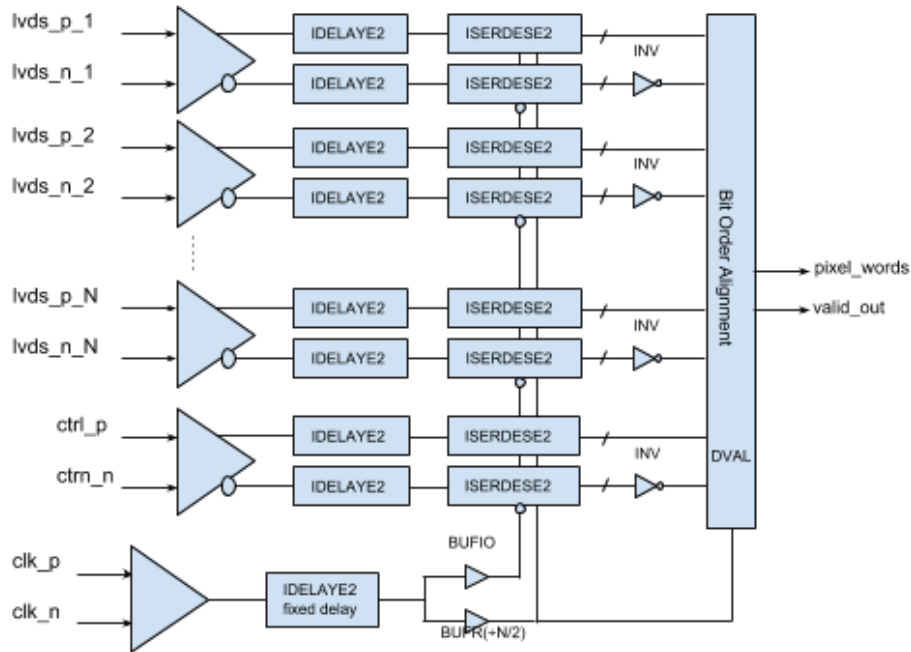 lvds_p_1
IDELAYE2
ISERDESE2
INV
lvds_n_1
IDELAYE2
ISERDESE2
lvds_p_2
IDELAYE2
ISERDESE2
INV
lvds_n_2
IDELAYE2
ISERDESE2
Bit Order Alignment
pixel_words
valid_out
lvds_p_N
IDELAYE2
ISERDESE2
INV
lvds_n_N
IDELAYE2
ISERDESE2
ctrl_p
IDELAYE2
ISERDESE2
INV
DVAL
ctrn_n
IDELAYE2
ISERDESE2
BUFIO
clk_p
IDELAYE2
fixed delay
clk_n
BUFR(÷N/2)